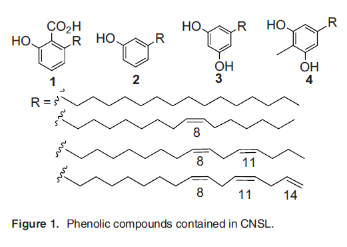 CO₂H
HO R HO R HO R HO R
OH OH
1 2 3 4
R =
8
8 11
8 11 14
Figure 1. Phenolic compounds contained in CNSL.